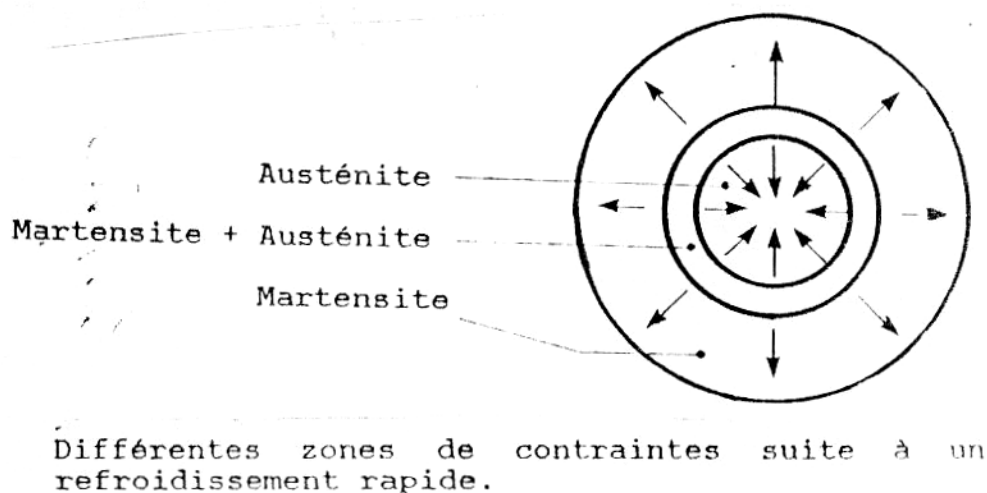 Austénite
Martensite + Austénite
Martensite
Différentes zones de contraintes suite à un
refroidissement rapide.